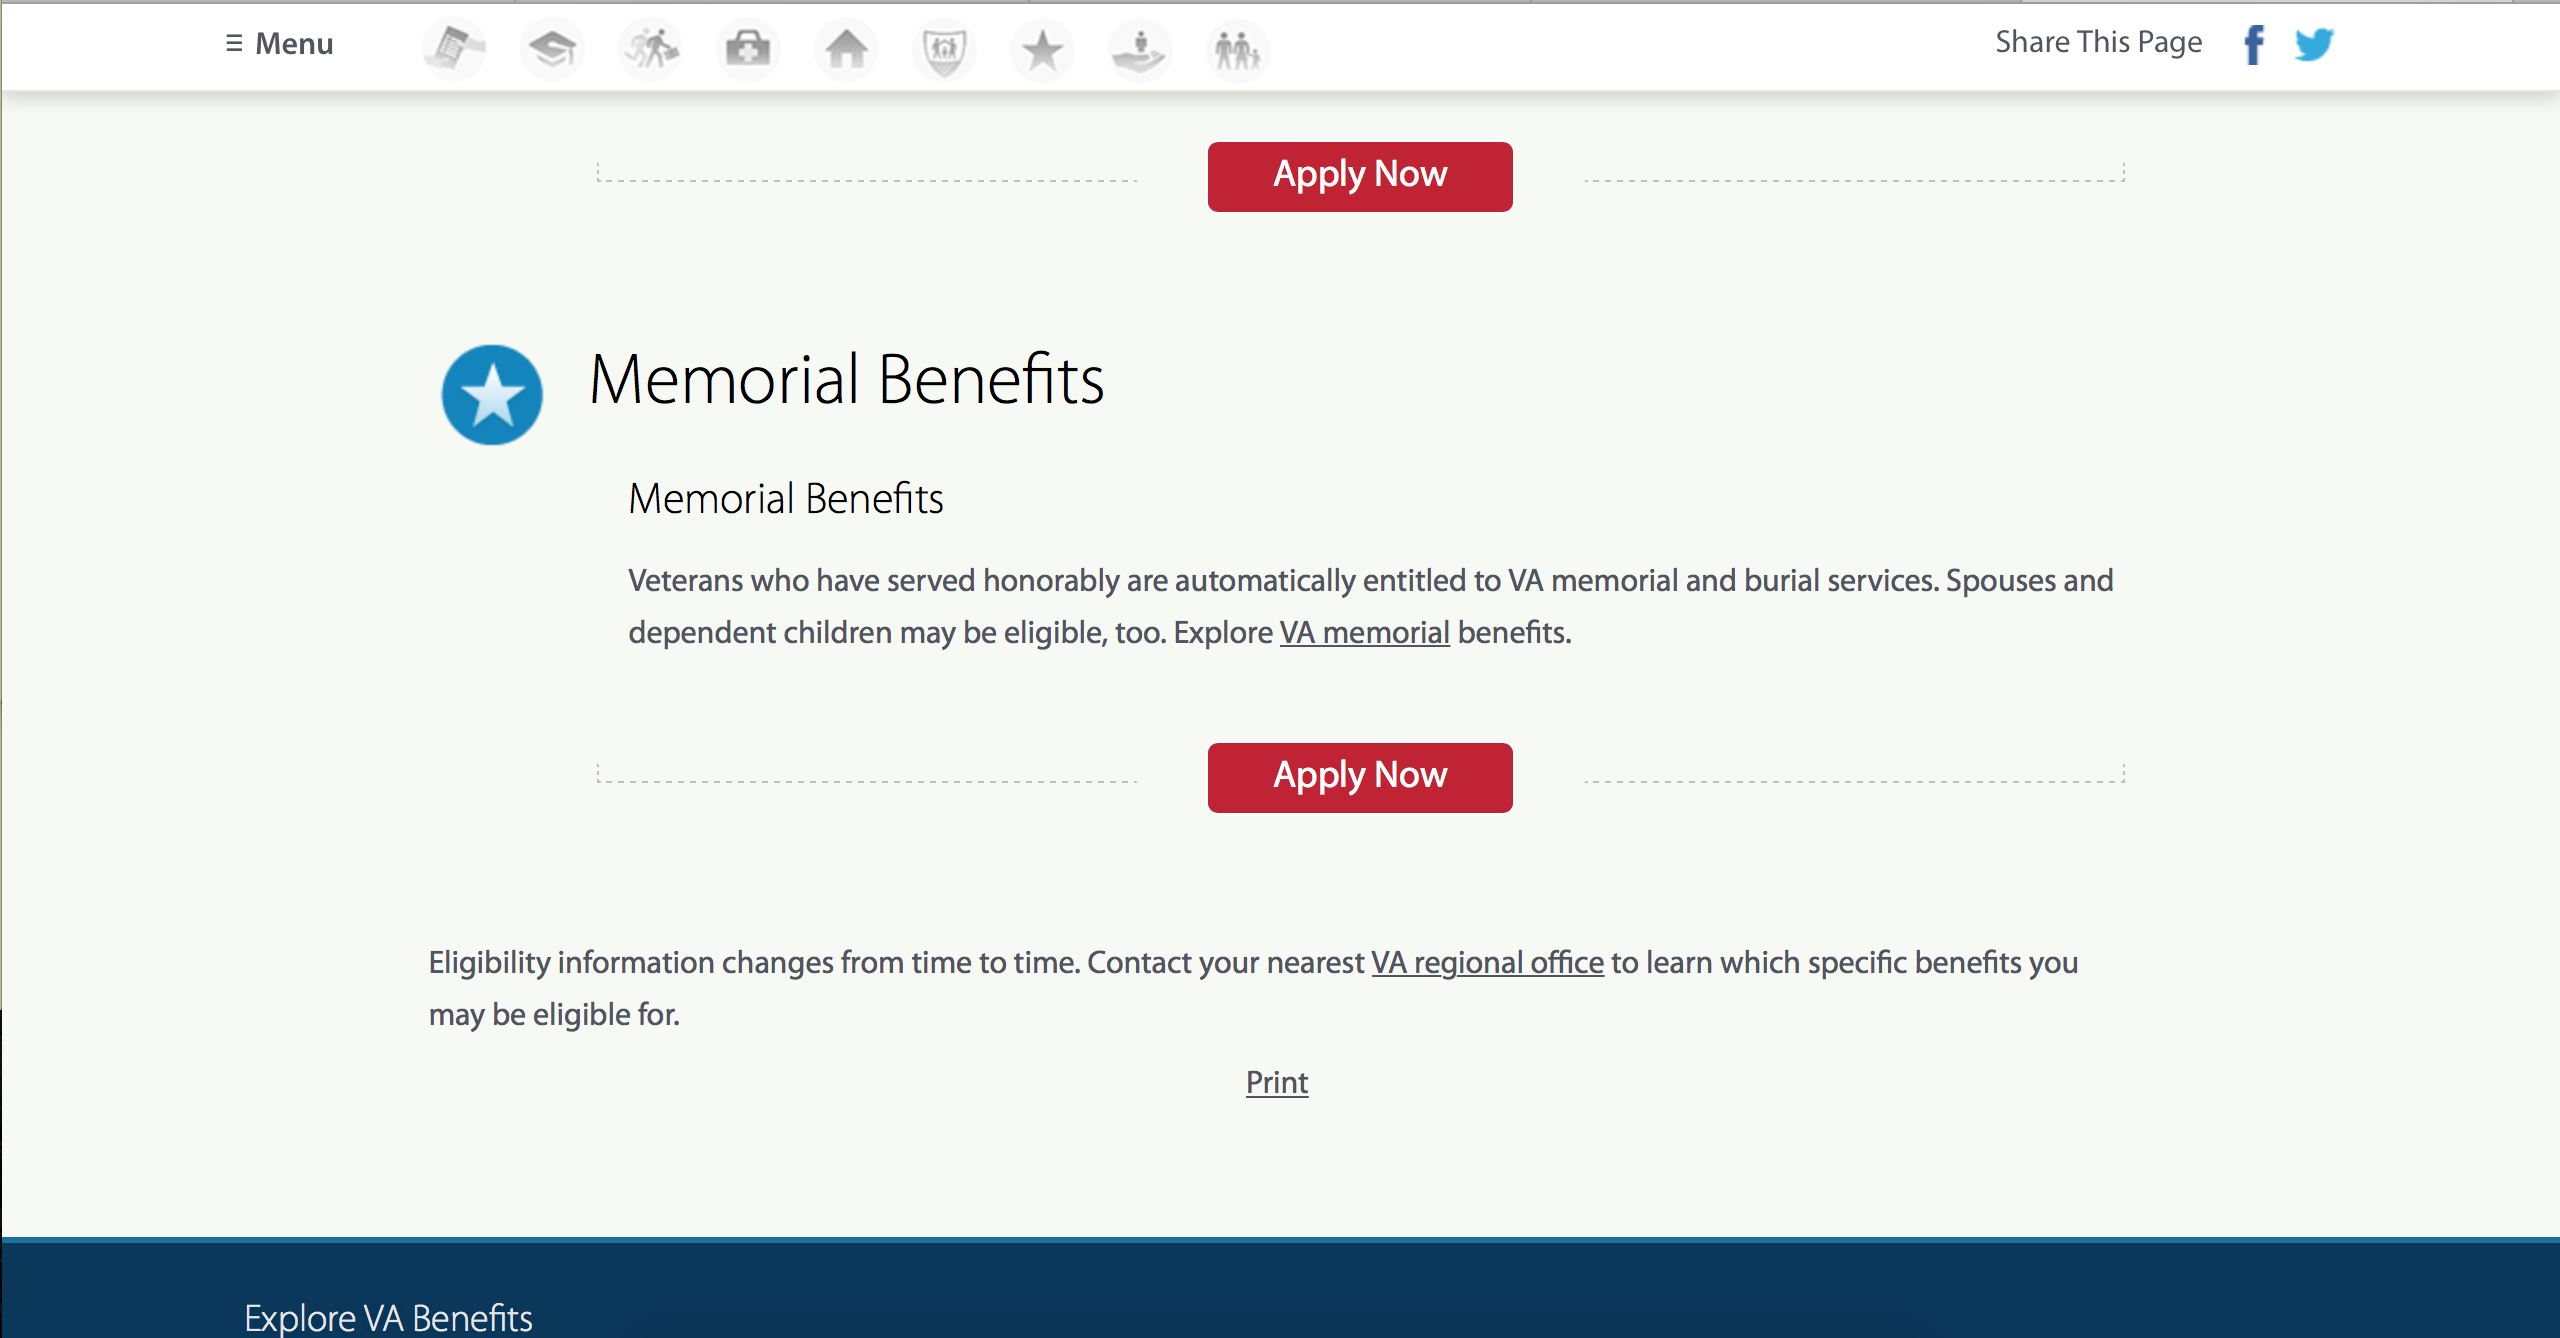 ☰ Menu
Share This Page
Apply Now
Memorial Benefits
Memorial Benefits
Veterans who have served honorably are automatically entitled to VA memorial and burial services. Spouses and
dependent children may be eligible, too. Explore VA memorial benefits.
Apply Now
Eligibility information changes from time to time. Contact your nearest VA regional office to learn which specific benefits you
may be eligible for.
Print
Explore VA Benefits